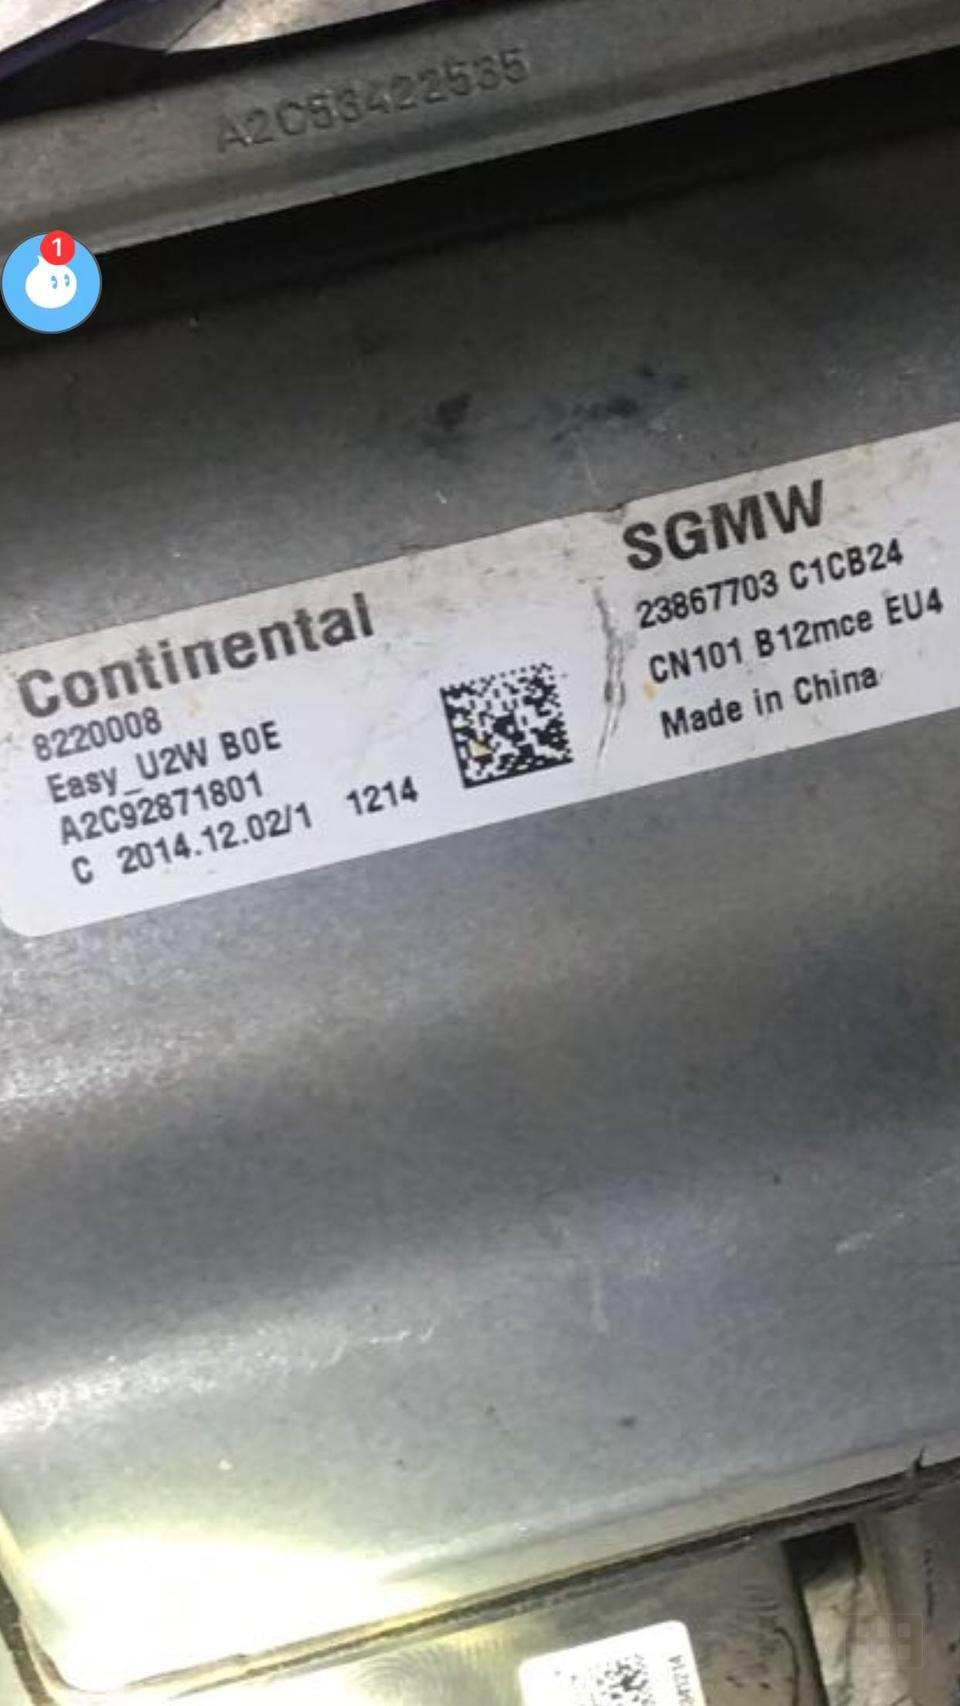 A2C53422535
1
Continental
8220008
Easy_U2W B0E
A2C92871801
C 2014.12.02/1 1214
SGMW
23867703 C1CB24
CN101 B12mce EU4
Made in China